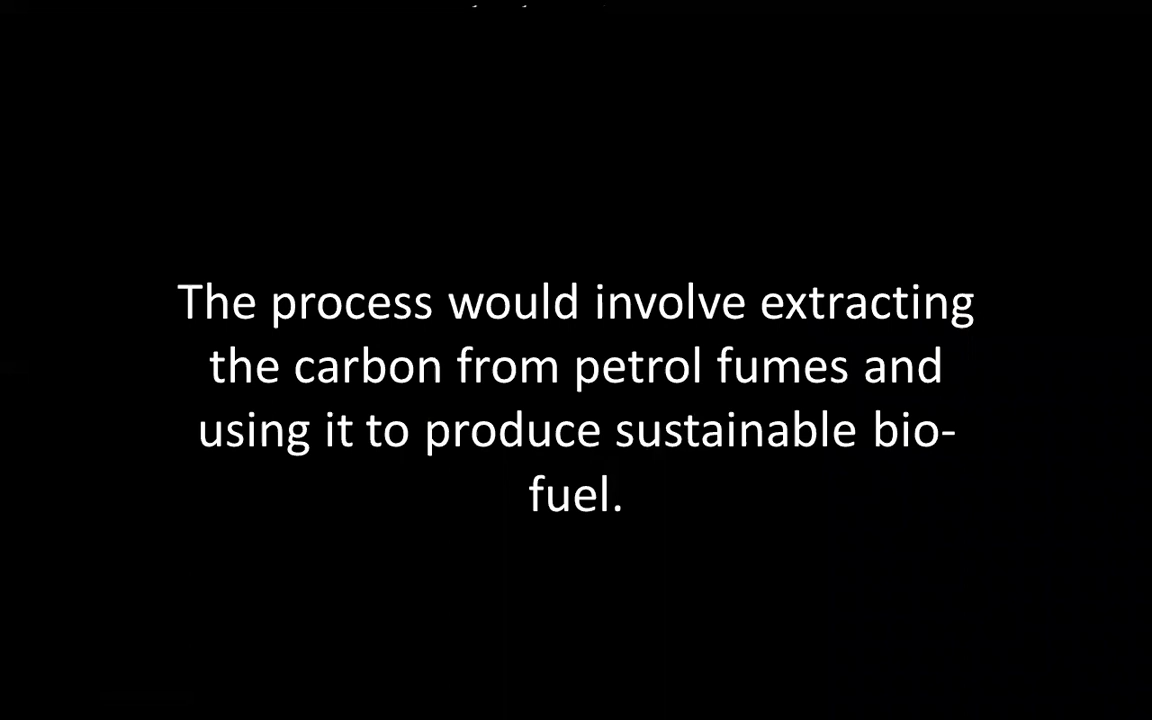 The process would involve extracting
the carbon from petrol fumes and
using it to produce sustainable bio-
fuel.